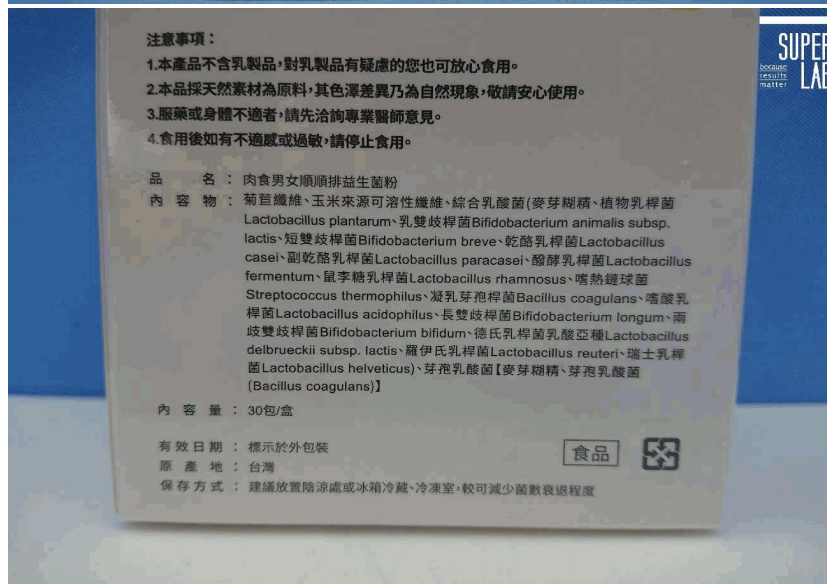 SUPER
LAB
because
results
matter
注意事項：
1.本產品不含乳製品，對乳製品有疑慮的您也可放心食用。
2.本品採天然素材為原料，其色澤差異乃為自然現象，敬請安心使用。
3.服藥或身體不適者，請先洽詢專業醫師意見。
4.食用後如有不適感或過敏，請停止食用。
品名：肉食男女順順排益生菌粉
內容物：菊苣纖維、玉米來源可溶性纖維、綜合乳酸菌(麥芽糊精、植物乳桿菌
Lactobacillus plantarum、乳雙歧桿菌Bifidobacterium animalis subsp.
lactis、短雙歧桿菌Bifidobacterium breve、乾酪乳桿菌Lactobacillus
casei、副乾酪乳桿菌Lactobacillus paracasei、醱酵乳桿菌Lactobacillus
fermentum、鼠李糖乳桿菌Lactobacillus rhamnosus、嗜熱鏈球菌
Streptococcus thermophilus、凝乳芽孢桿菌Bacillus coagulans、嗜酸乳
桿菌Lactobacillus acidophilus、長雙歧桿菌Bifidobacterium longum、兩
歧雙歧桿菌Bifidobacterium bifidum、德氏乳桿菌乳酸亞種Lactobacillus
delbrueckii subsp. lactis、羅伊氏乳桿菌Lactobacillus reuteri、瑞士乳桿
菌Lactobacillus helveticus)、芽孢乳酸菌【麥芽糊精、芽孢乳酸菌
(Bacillus coagulans)】
內容量：30包/盒
有效日期：標示於外包裝
食品
原產地：台灣
保存方式：建議放置陰涼處或冰箱冷藏、冷凍室，較可減少菌數衰退程度